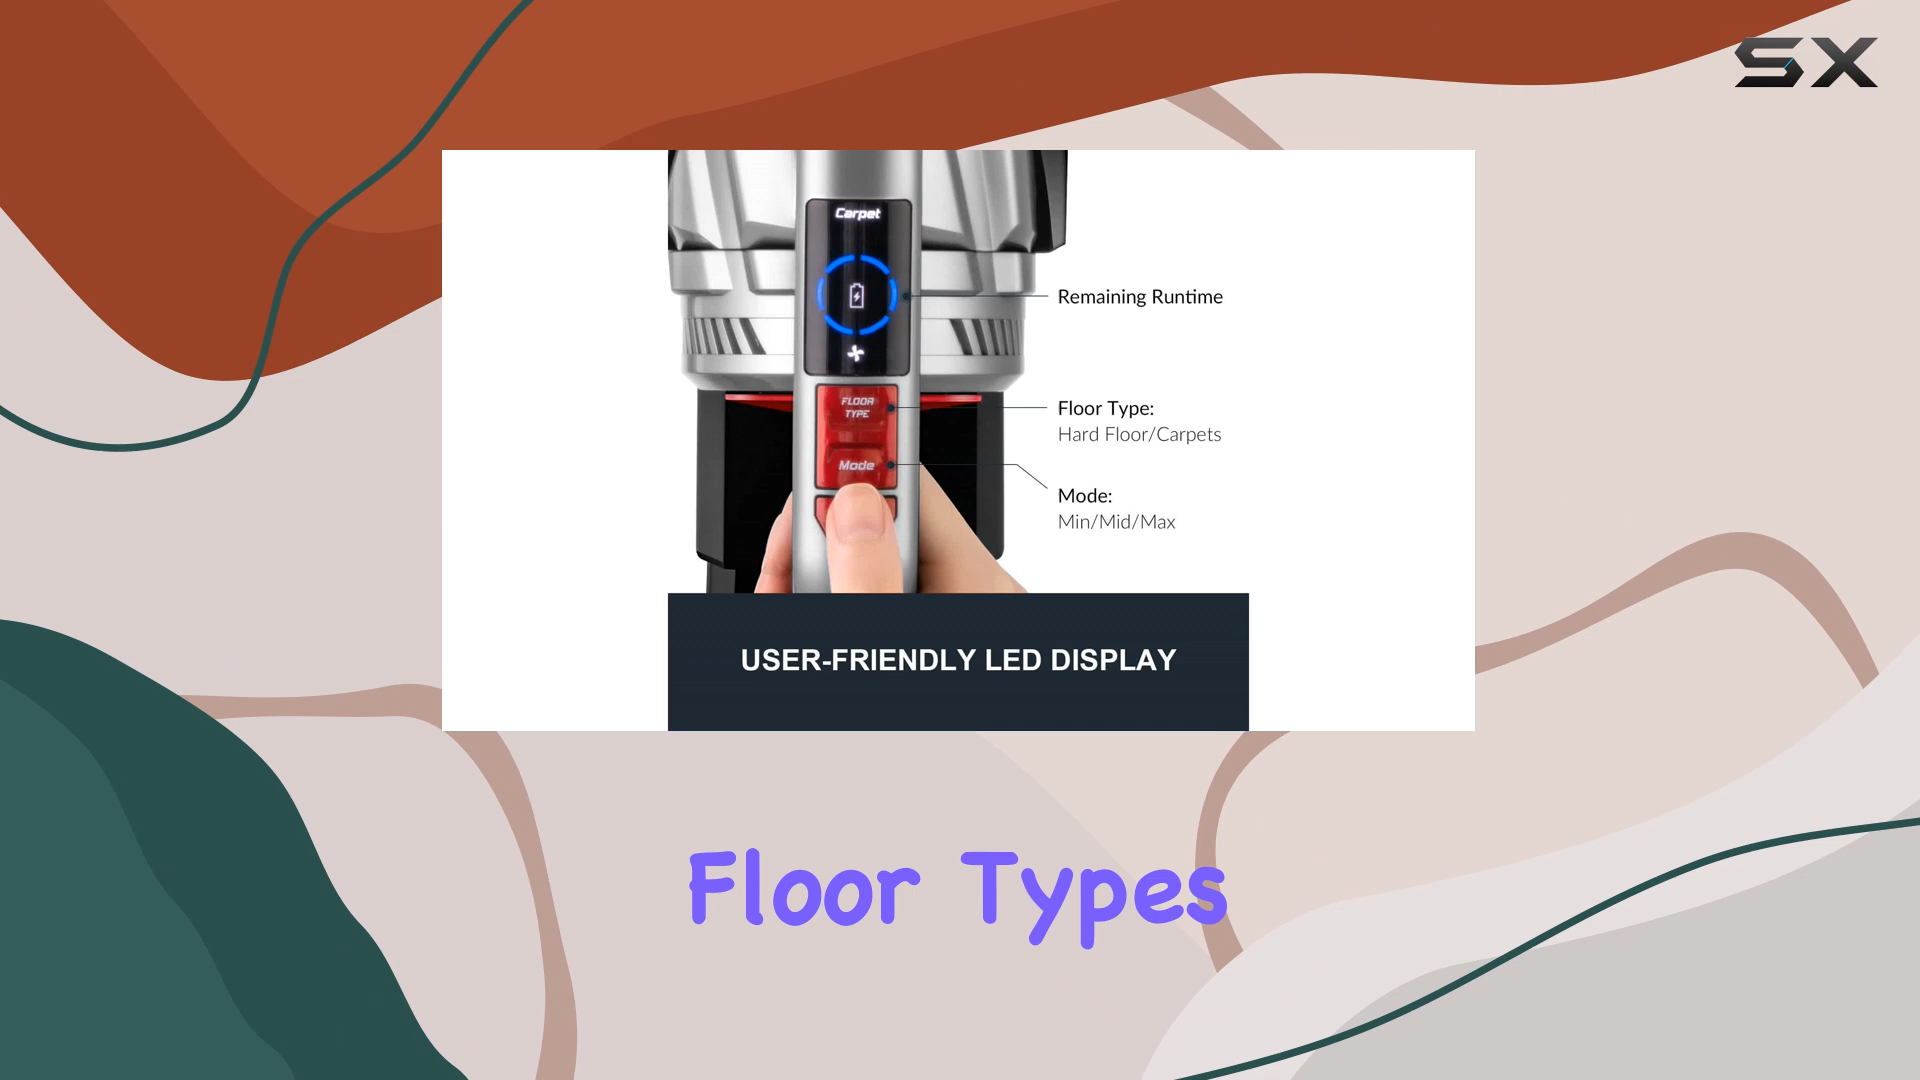 SX
Carpet
Remaining Runtime
FLOOR
TYPE
Floor Type:
Hard Floor/Carpets
Mode
Mode:
Min/Mid/Max
USER-FRIENDLY LED DISPLAY
Floor Types